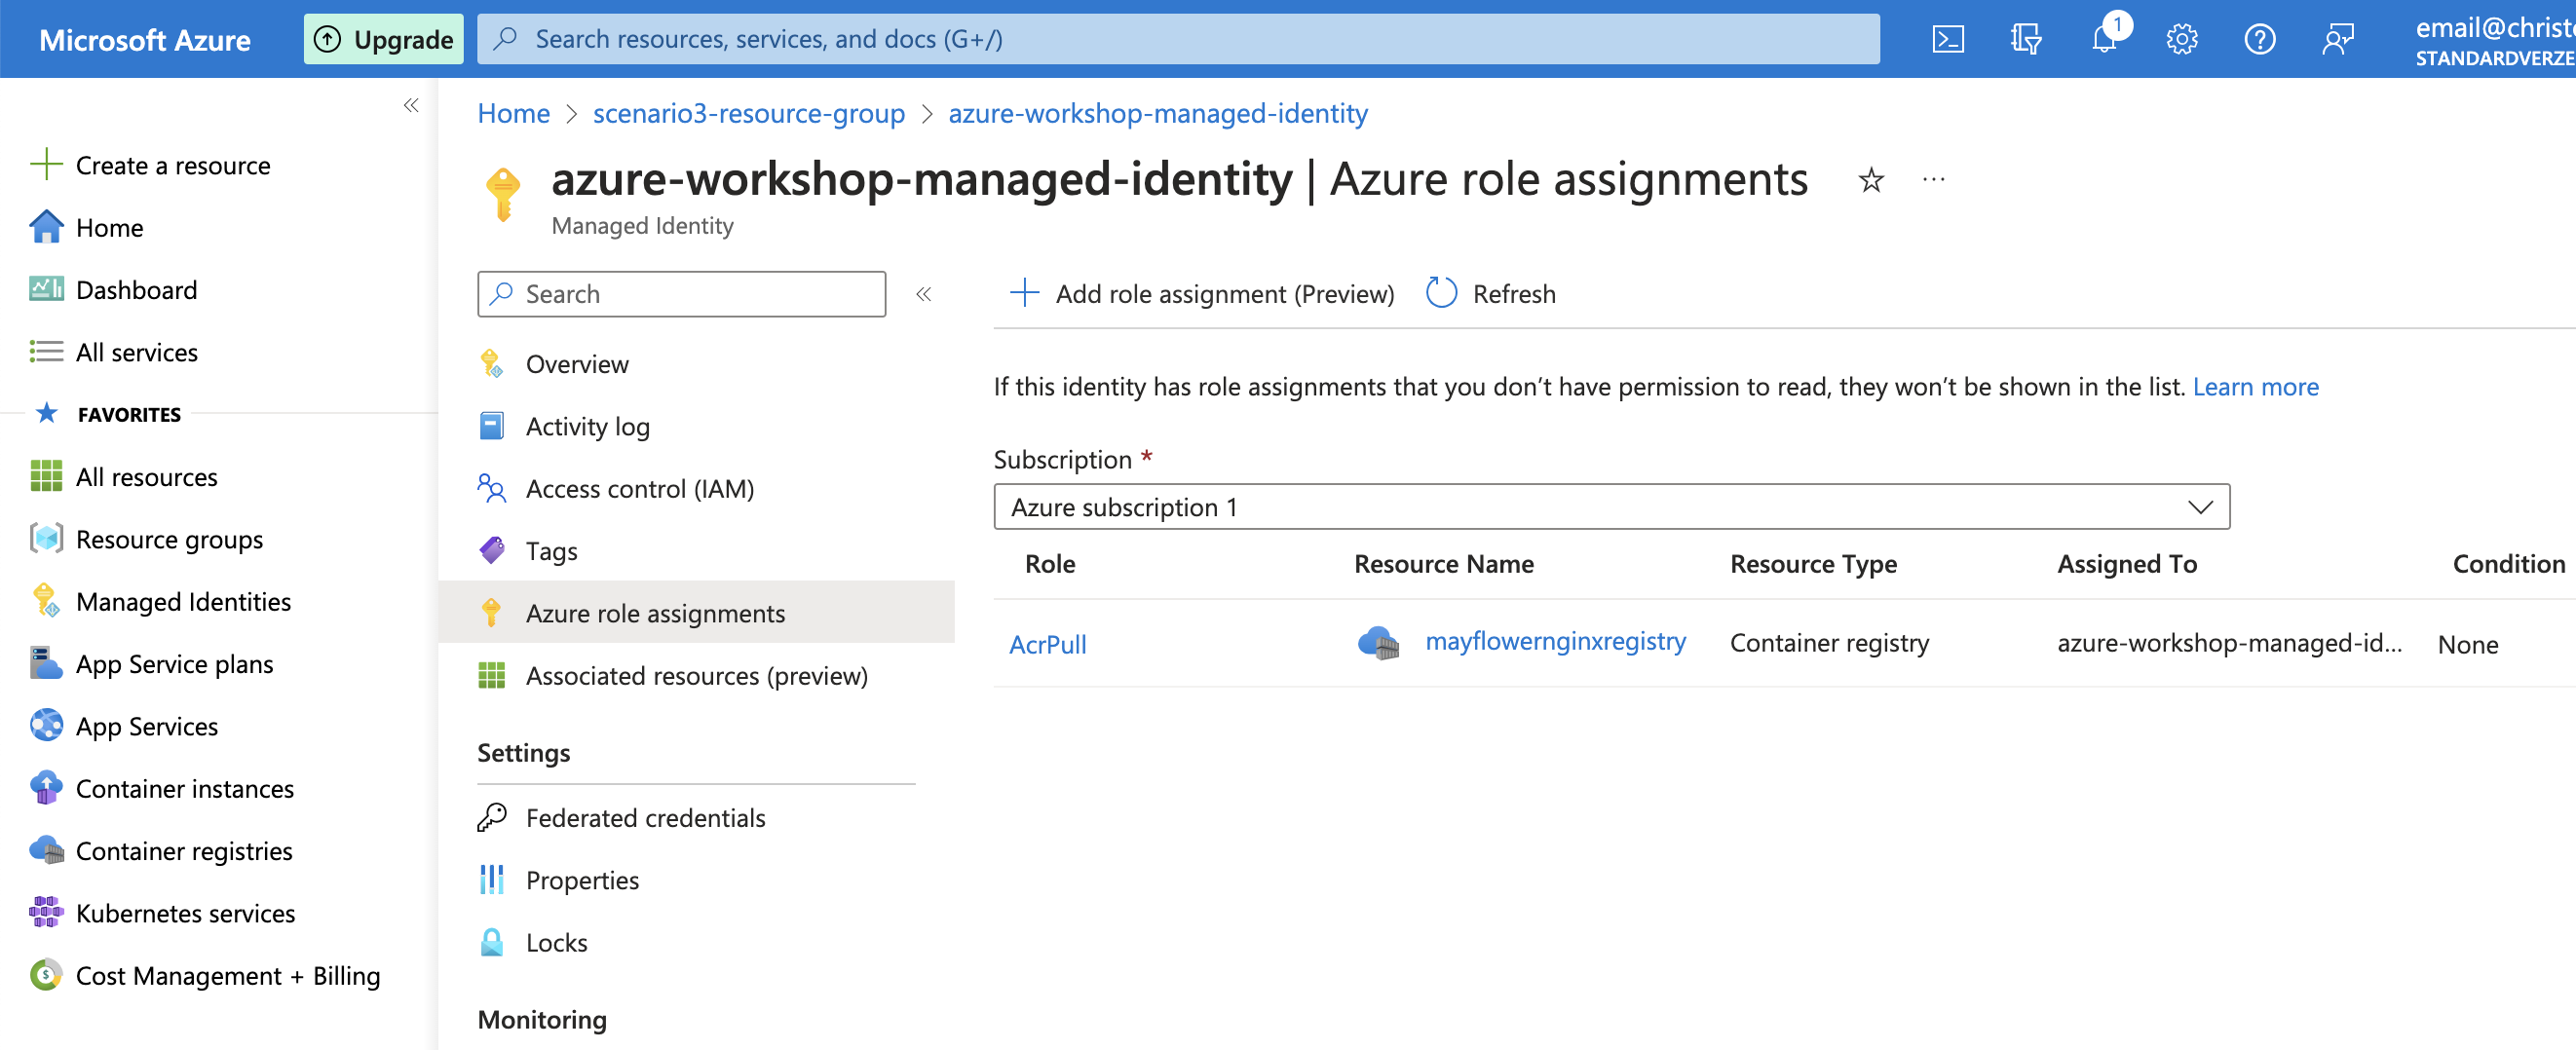 Microsoft Azure
Upgrade
Search resources, services, and docs (G+/)
1
email@christo
STANDARDVERZE
Create a resource
Home
Dashboard
All services
FAVORITES
All resources
Resource groups
Managed Identities
App Service plans
App Services
Container instances
Container registries
Kubernetes services
Cost Management + Billing
Home > scenario3-resource-group > azure-workshop-managed-identity
azure-workshop-managed-identity | Azure role assignments
Managed Identity
Search
Overview
Activity log
Access control (IAM)
Tags
Azure role assignments
Associated resources (preview)
Settings
Federated credentials
Properties
Locks
Monitoring
Add role assignment (Preview) Refresh
If this identity has role assignments that you don’t have permission to read, they won’t be shown in the list. Learn more
Subscription *
Azure subscription 1
Role Resource Name Resource Type Assigned To Condition
AcrPull mayflowernginxregistry Container registry azure-workshop-managed-id... None